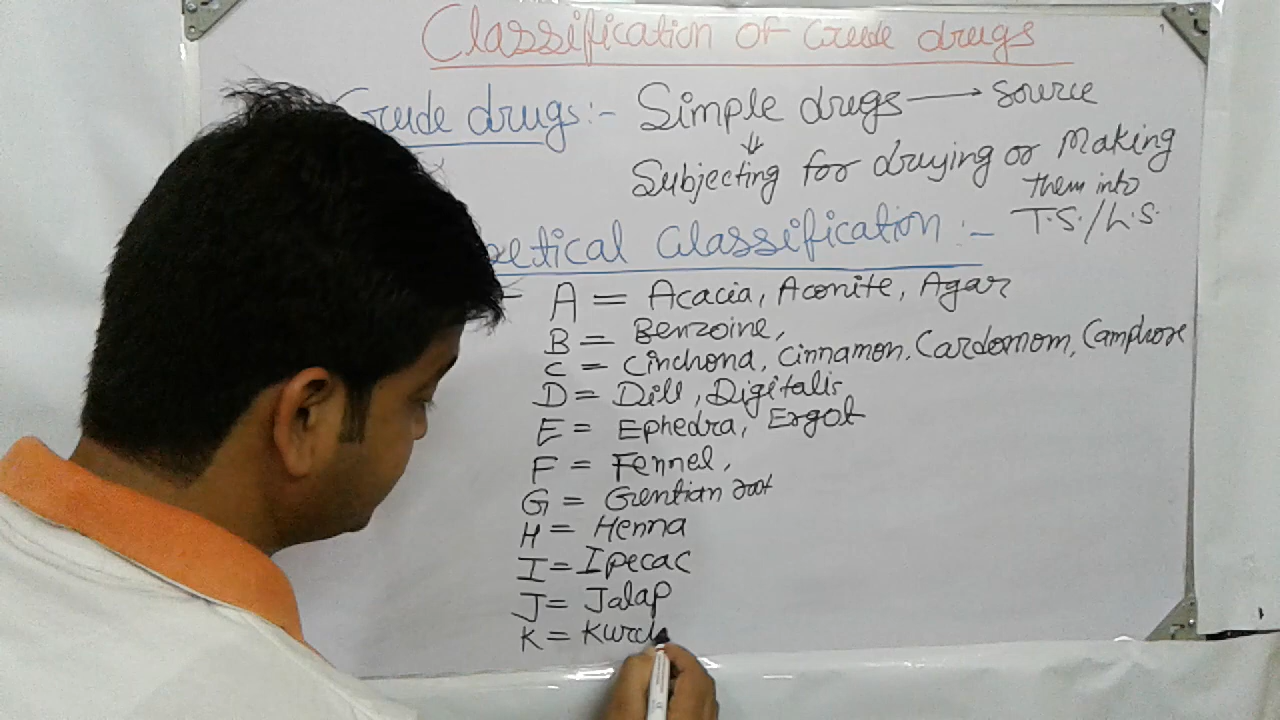 Classification of Crude drugs
Crude drugs:- Simple drugs → source
⇓
Subjecting for drying or Making
them into
T.S./L.S.
etical Classification:-
A = Acacia, Aconite, Agar
B = Benzoine,
C = Cinchona, Cinnamon, Cardomom, Camphore
D = Dill, Digitalis
E = Ephedra, Ergot
F = Fennel,
G = Gentian root
H = Henna
I = Ipecac
J = Jalap
K = Kurch